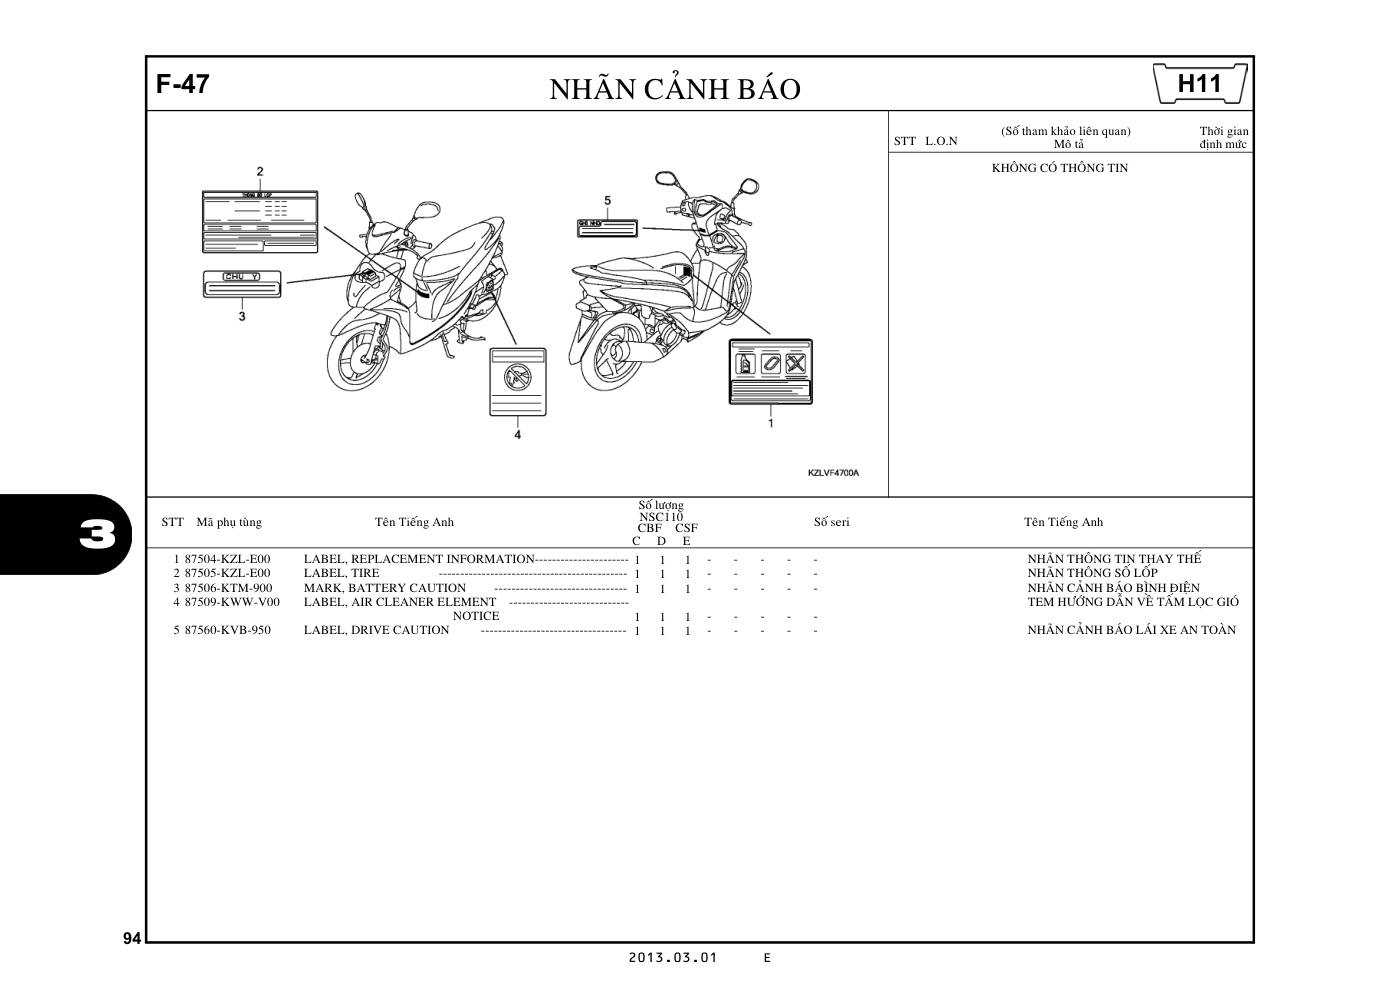 F-47
NHÃN CẢNH BÁO
H11
STT L.O.N
(Số tham khảo liên quan)
Mô tả
Thời gian
định mức
KHÔNG CÓ THÔNG TIN
2
THÔNG SỐ LỐP
CHU Y
3
5
GHI NHỚ
4
1
KZLVF4700A
3
STT Mã phụ tùng Tên Tiếng Anh
Số lượng
NSC110
CBF CSF
C D E
Số seri
Tên Tiếng Anh
1 87504-KZL-E00 LABEL, REPLACEMENT INFORMATION---------------------- 1 1 1 - - - - - NHÃN THÔNG TIN THAY THẾ
2 87505-KZL-E00 LABEL, TIRE -------------------------------------------- 1 1 1 - - - - - NHÃN THÔNG SỐ LỐP
3 87506-KTM-900 MARK, BATTERY CAUTION ------------------------------- 1 1 1 - - - - - NHÃN CẢNH BÁO BÌNH ĐIỆN
4 87509-KWW-V00 LABEL, AIR CLEANER ELEMENT ---------------------------- TEM HƯỚNG DẪN VỀ TẤM LỌC GIÓ
NOTICE 1 1 1 - - - - -
5 87560-KVB-950 LABEL, DRIVE CAUTION ---------------------------------- 1 1 1 - - - - - NHÃN CẢNH BÁO LÁI XE AN TOÀN
94
2013.03.01 E